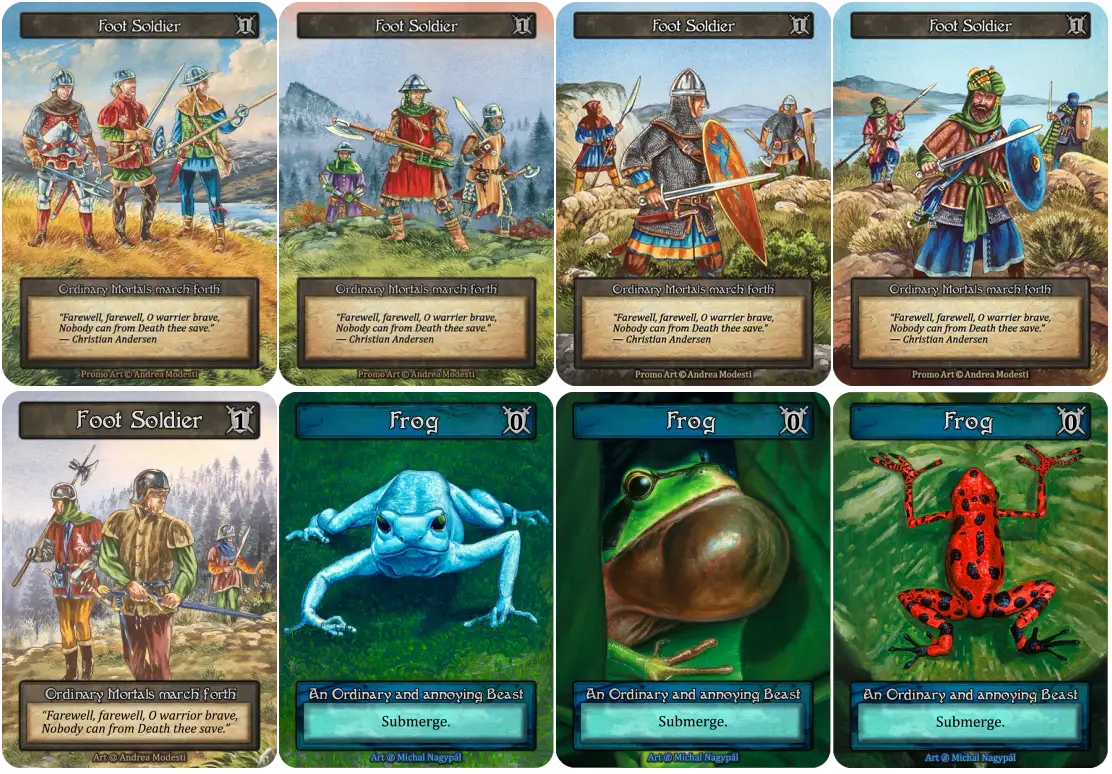 Foot Soldier 1
Ordinary Mortals march forth
"Farewell, farewell, O warrier brave,
Nobody can from Death thee save."
— Christian Andersen
Promo Art © Andrea Modesti
Foot Soldier 1
Ordinary Mortals march forth
"Farewell, farewell, O warrier brave,
Nobody can from Death thee save."
— Christian Andersen
Promo Art © Andrea Modesti
Foot Soldier 1
Ordinary Mortals march forth
"Farewell, farewell, O warrier brave,
Nobody can from Death thee save."
— Christian Andersen
Promo Art © Andrea Modesti
Foot Soldier 1
Ordinary Mortals march forth
"Farewell, farewell, O warrier brave,
Nobody can from Death thee save."
— Christian Andersen
Promo Art © Andrea Modesti
Foot Soldier 1
Ordinary Mortals march forth
"Farewell, farewell, O warrior brave,
Nobody can from Death thee save."
Art @ Andrea Modesti
Frog 0
An Ordinary and annoying Beast
Submerge.
Art @ Michal Nagypál
Frog 0
An Ordinary and annoying Beast
Submerge.
Art @ Michal Nagypál
Frog 0
An Ordinary and annoying Beast
Submerge.
Art @ Michal Nagypál